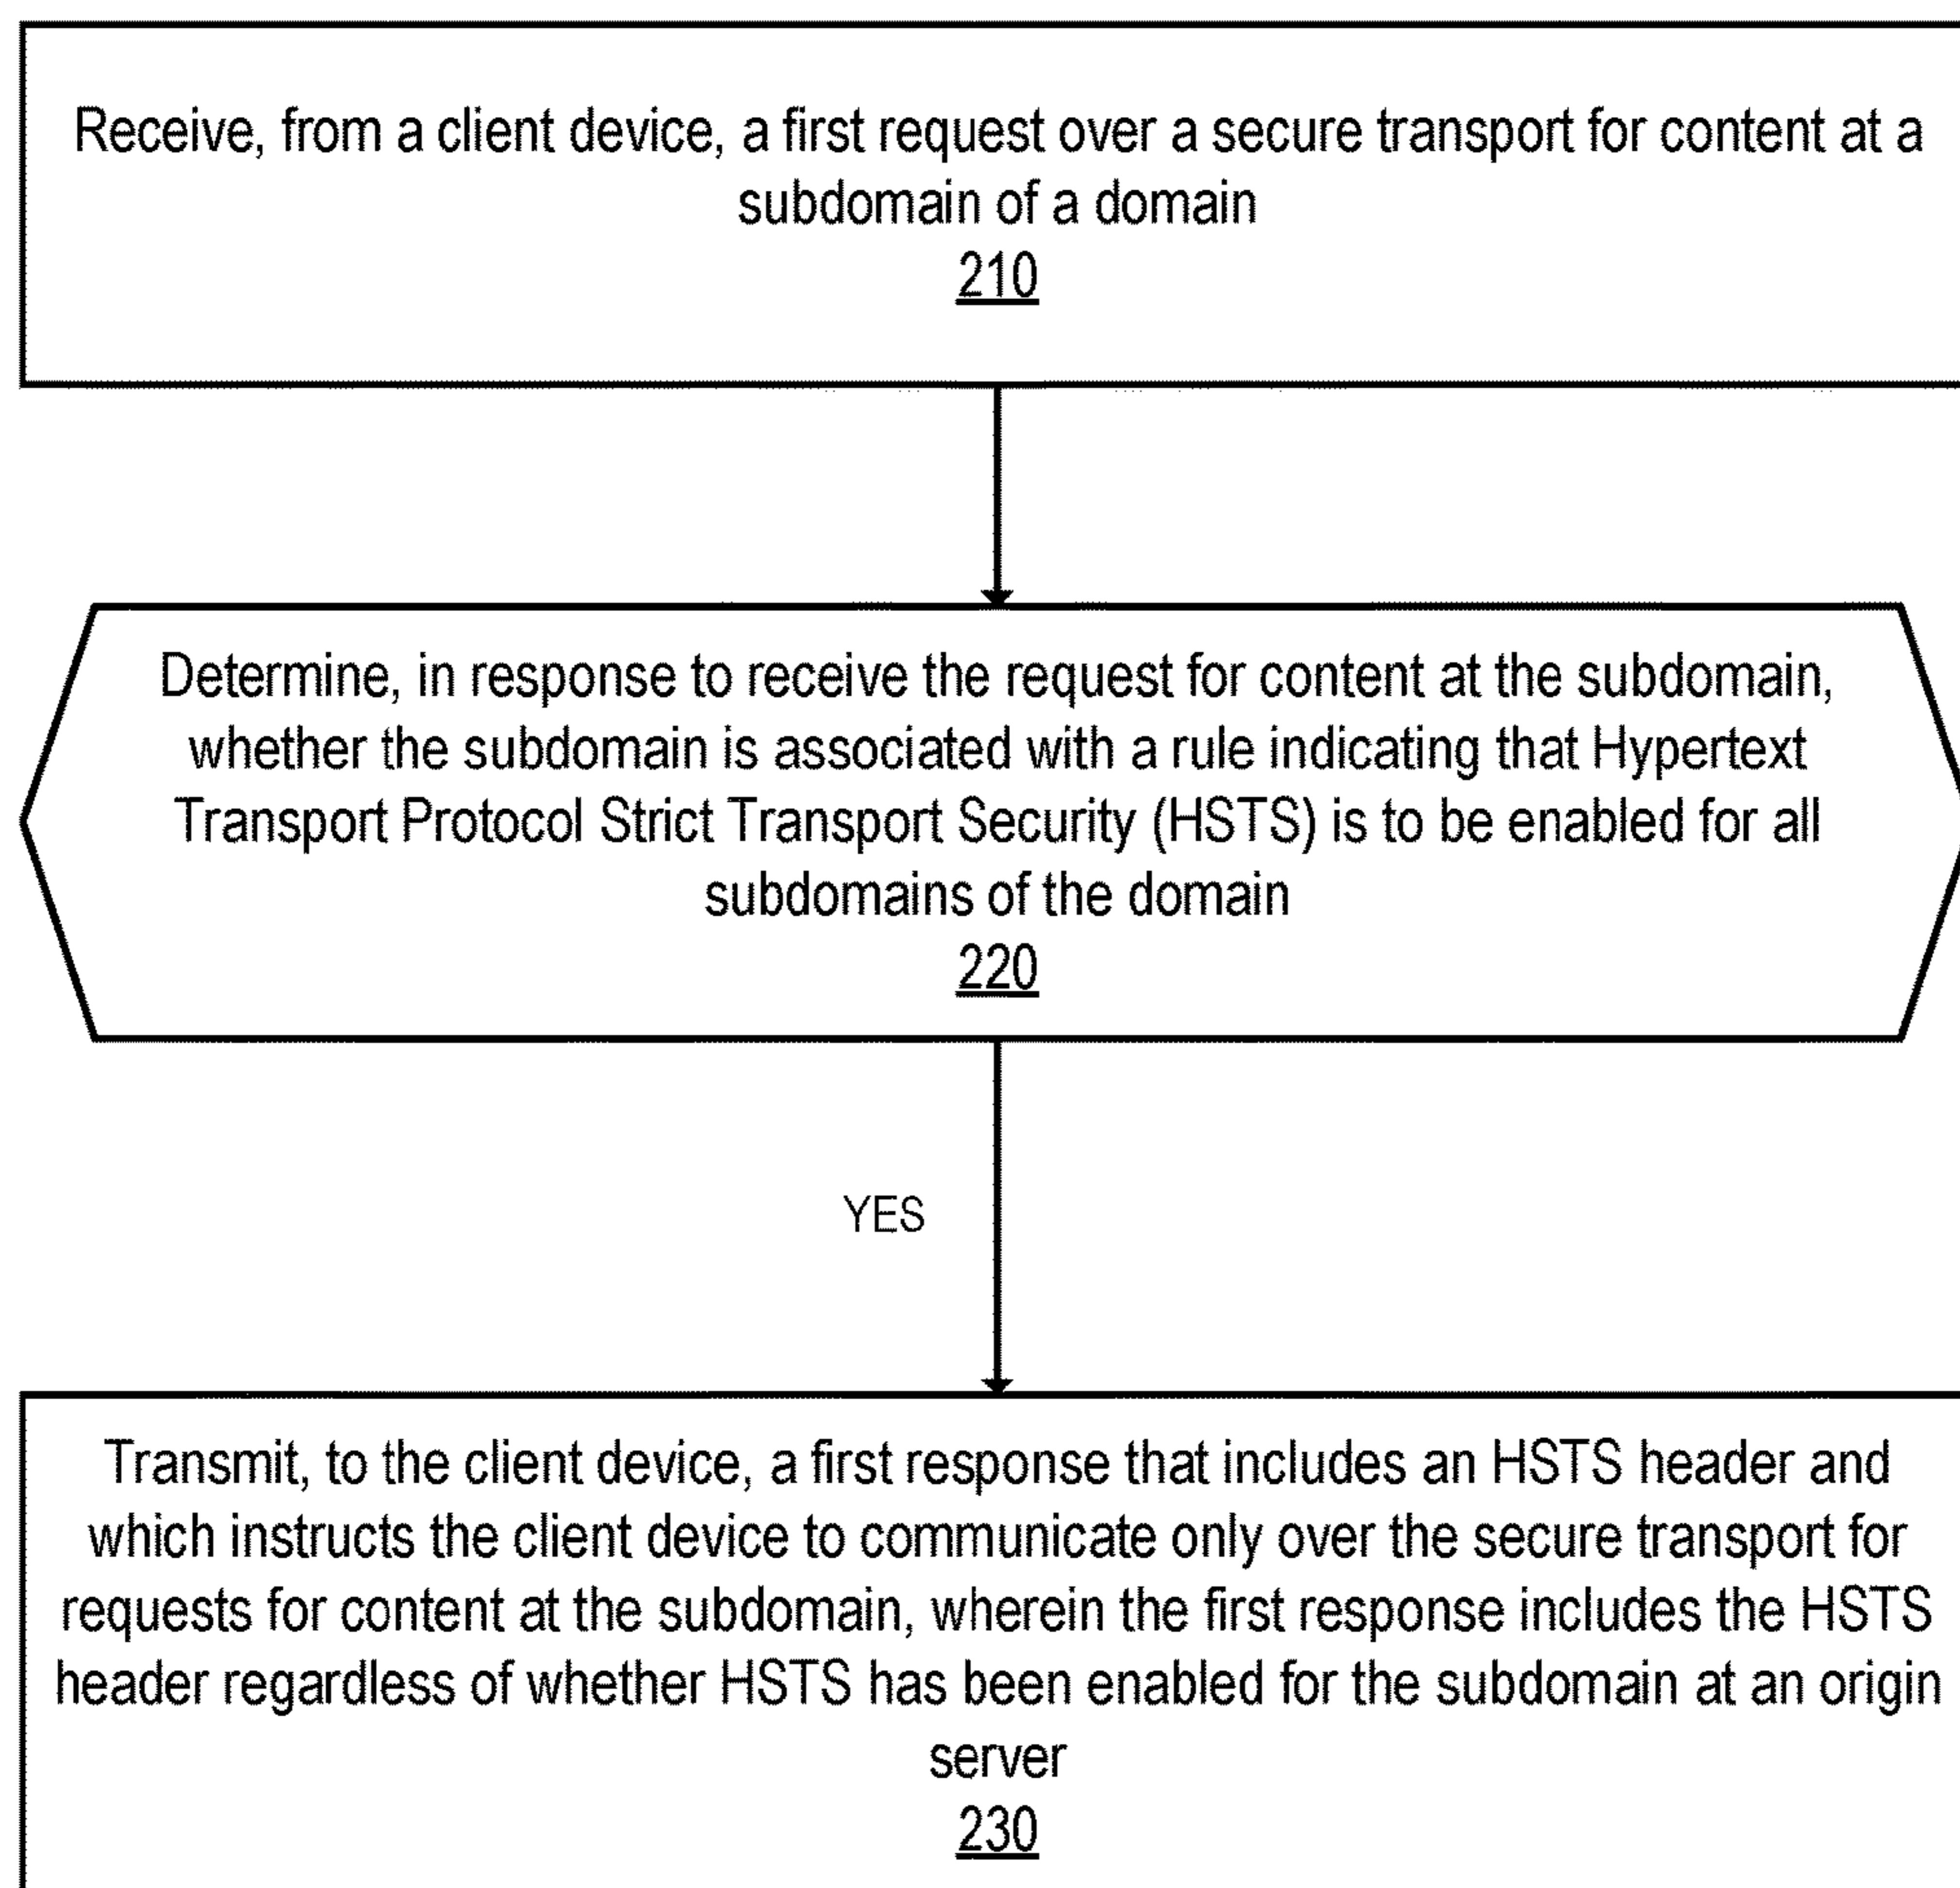 Receive, from a client device, a first request over a secure transport for content at a
subdomain of a domain
210
Determine, in response to receive the request for content at the subdomain,
whether the subdomain is associated with a rule indicating that Hypertext
Transport Protocol Strict Transport Security (HSTS) is to be enabled for all
subdomains of the domain
220
YES
Transmit, to the client device, a first response that includes an HSTS header and
which instructs the client device to communicate only over the secure transport for
requests for content at the subdomain, wherein the first response includes the HSTS
header regardless of whether HSTS has been enabled for the subdomain at an origin
server
230